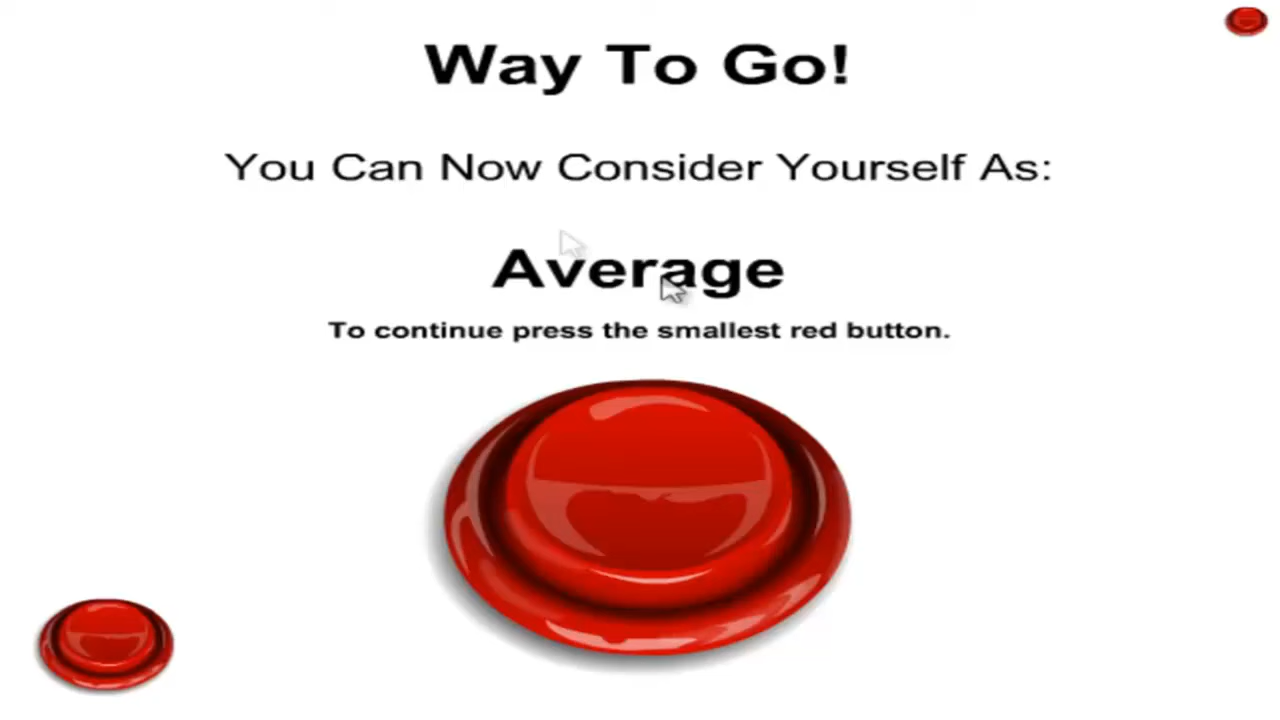 Way To Go!
You Can Now Consider Yourself As:
Average
To continue press the smallest red button.